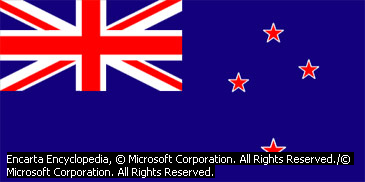 Encarta Encyclopedia, © Microsoft Corporation. All Rights Reserved./©
Microsoft Corporation. All Rights Reserved.